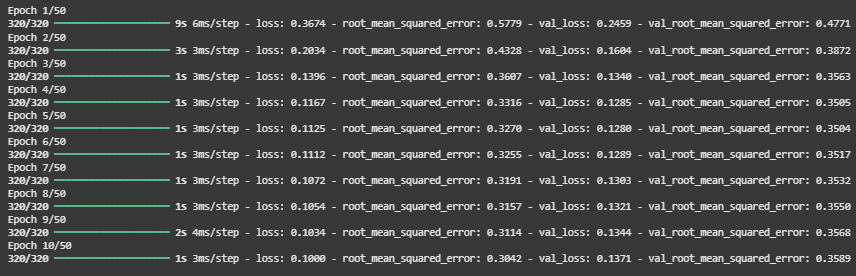 Epoch 1/50
320/320 ━━━━━━━━━━━━━━━━━━━━ 9s 6ms/step - loss: 0.3674 - root_mean_squared_error: 0.5779 - val_loss: 0.2459 - val_root_mean_squared_error: 0.4771
Epoch 2/50
320/320 ━━━━━━━━━━━━━━━━━━━━ 3s 3ms/step - loss: 0.2034 - root_mean_squared_error: 0.4328 - val_loss: 0.1604 - val_root_mean_squared_error: 0.3872
Epoch 3/50
320/320 ━━━━━━━━━━━━━━━━━━━━ 1s 3ms/step - loss: 0.1396 - root_mean_squared_error: 0.3607 - val_loss: 0.1340 - val_root_mean_squared_error: 0.3563
Epoch 4/50
320/320 ━━━━━━━━━━━━━━━━━━━━ 1s 3ms/step - loss: 0.1167 - root_mean_squared_error: 0.3316 - val_loss: 0.1285 - val_root_mean_squared_error: 0.3505
Epoch 5/50
320/320 ━━━━━━━━━━━━━━━━━━━━ 1s 3ms/step - loss: 0.1125 - root_mean_squared_error: 0.3270 - val_loss: 0.1280 - val_root_mean_squared_error: 0.3504
Epoch 6/50
320/320 ━━━━━━━━━━━━━━━━━━━━ 1s 3ms/step - loss: 0.1112 - root_mean_squared_error: 0.3255 - val_loss: 0.1289 - val_root_mean_squared_error: 0.3517
Epoch 7/50
320/320 ━━━━━━━━━━━━━━━━━━━━ 1s 3ms/step - loss: 0.1072 - root_mean_squared_error: 0.3191 - val_loss: 0.1303 - val_root_mean_squared_error: 0.3532
Epoch 8/50
320/320 ━━━━━━━━━━━━━━━━━━━━ 1s 3ms/step - loss: 0.1054 - root_mean_squared_error: 0.3157 - val_loss: 0.1321 - val_root_mean_squared_error: 0.3550
Epoch 9/50
320/320 ━━━━━━━━━━━━━━━━━━━━ 2s 4ms/step - loss: 0.1034 - root_mean_squared_error: 0.3114 - val_loss: 0.1344 - val_root_mean_squared_error: 0.3568
Epoch 10/50
320/320 ━━━━━━━━━━━━━━━━━━━━ 1s 3ms/step - loss: 0.1000 - root_mean_squared_error: 0.3042 - val_loss: 0.1371 - val_root_mean_squared_error: 0.3589